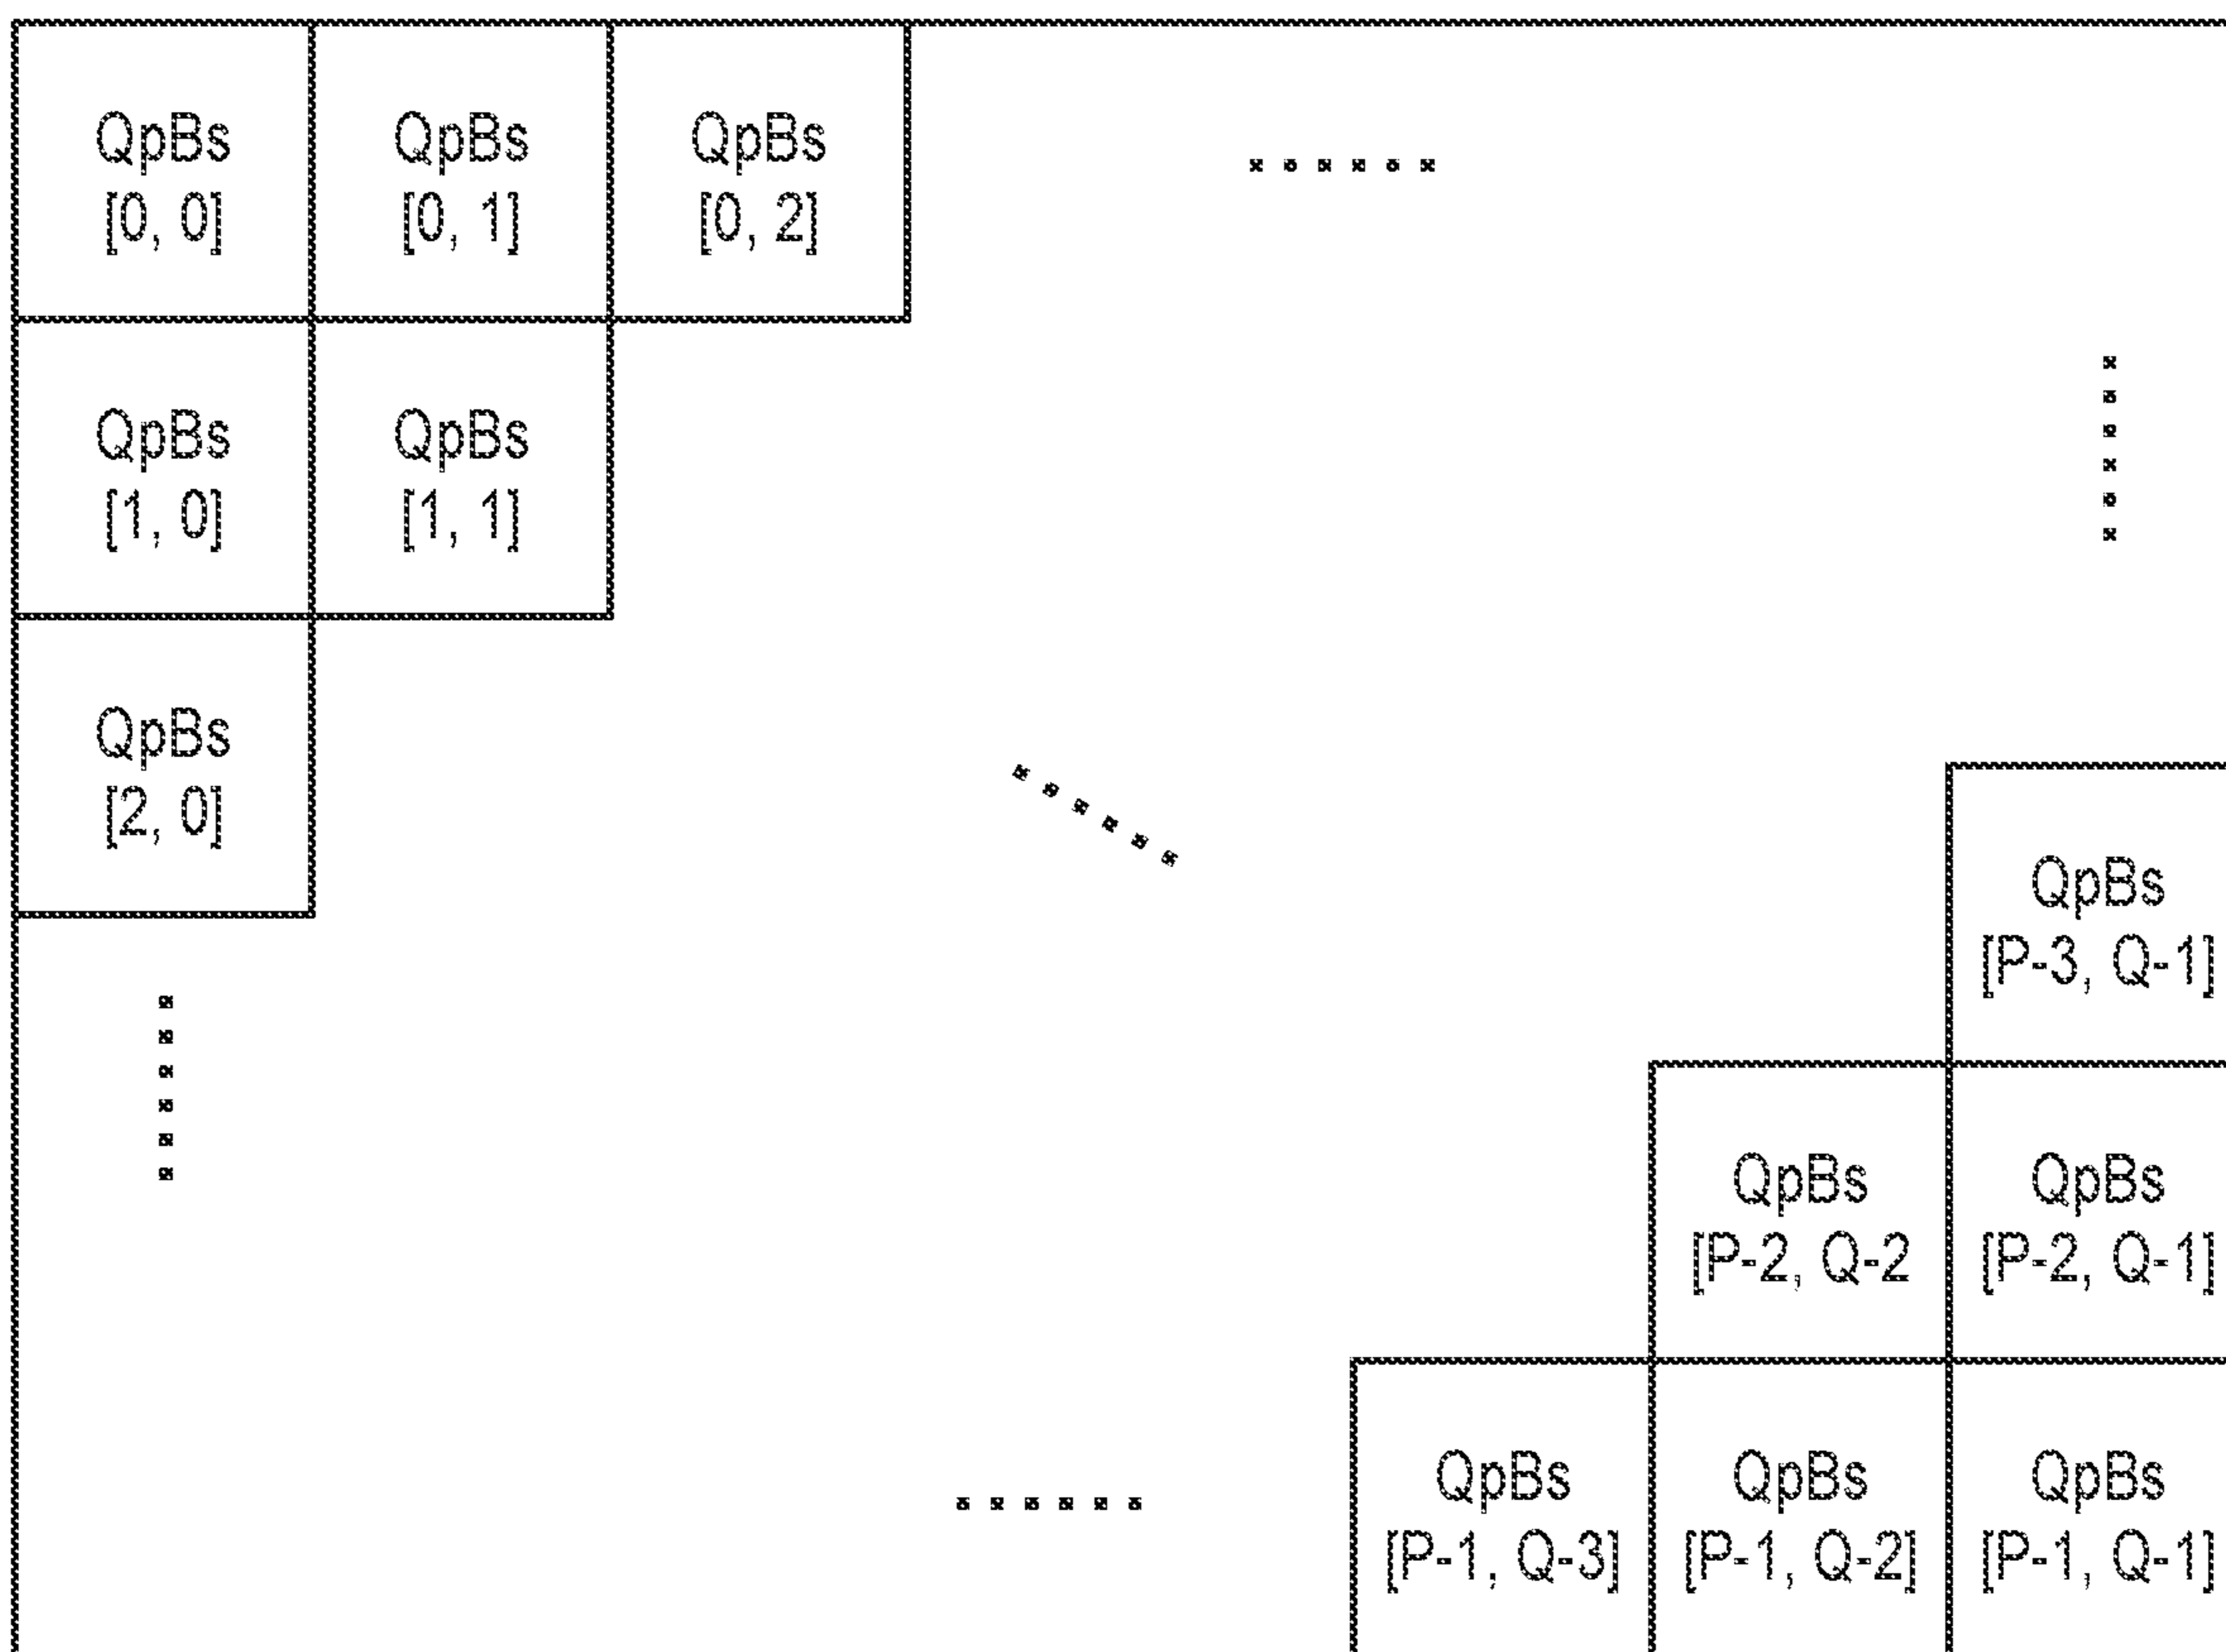 QpBs
[0, 0]
QpBs
[0, 1]
QpBs
[0, 2]
QpBs
[1, 0]
QpBs
[1, 1]
QpBs
[2, 0]
QpBs
[P-3, Q-1]
QpBs
[P-2, Q-2
QpBs
[P-2, Q-1]
QpBs
[P-1, Q-3]
QpBs
[P-1, Q-2]
QpBs
[P-1, Q-1]